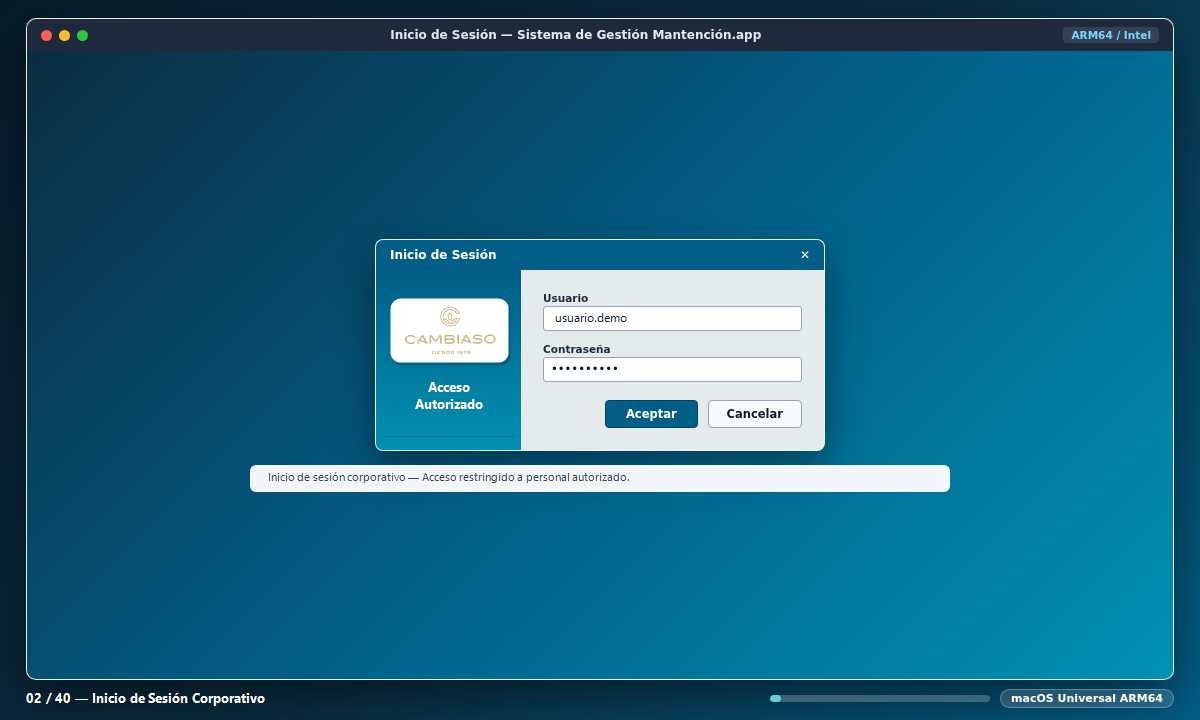 Inicio de Sesión — Sistema de Gestión Mantención.app
ARM64 / Intel
Inicio de Sesión
×
CAMBIASO
DESDE 1876
Acceso
Autorizado
Usuario
usuario.demo
Contraseña
••••••••••
Aceptar
Cancelar
Inicio de sesión corporativo — Acceso restringido a personal autorizado.
02 / 40 — Inicio de Sesión Corporativo
macOS Universal ARM64